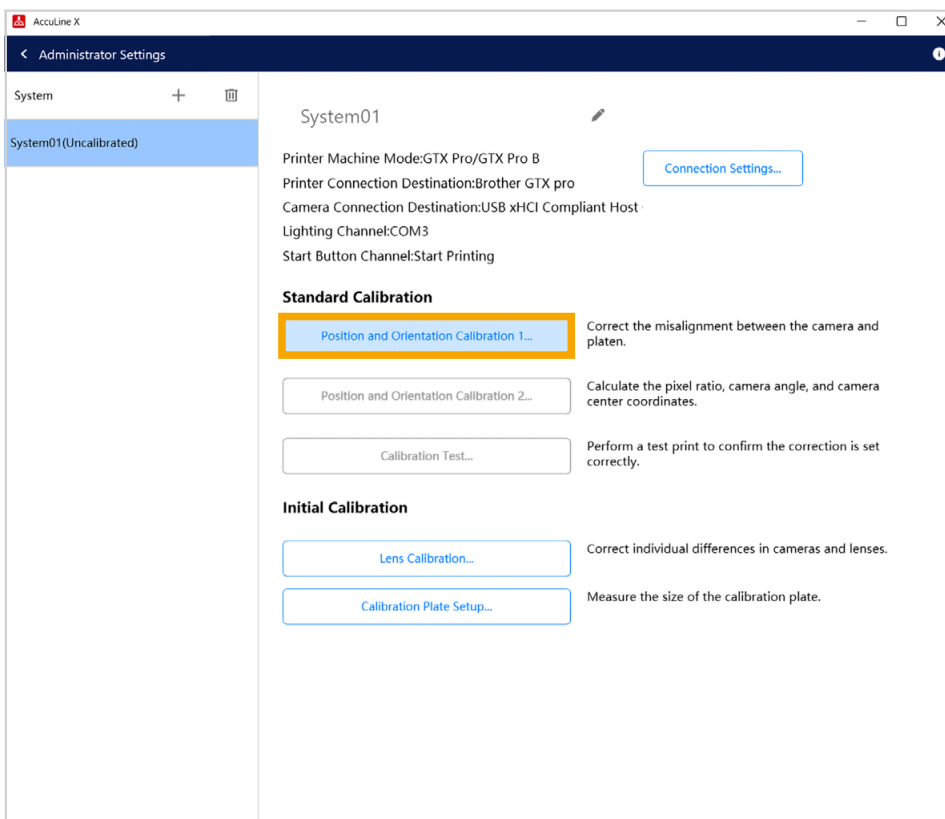 AccuLine X
Administrator Settings
System
System01(Uncalibrated)
System01
Printer Machine Mode:GTX Pro/GTX Pro B
Connection Settings...
Printer Connection Destination:Brother GTX pro
Camera Connection Destination:USB xHCI Compliant Host
Lighting Channel:COM3
Start Button Channel:Start Printing
Standard Calibration
Position and Orientation Calibration 1...
Correct the misalignment between the camera and
platen.
Position and Orientation Calibration 2...
Calculate the pixel ratio, camera angle, and camera
center coordinates.
Calibration Test...
Perform a test print to confirm the correction is set
correctly.
Initial Calibration
Lens Calibration...
Correct individual differences in cameras and lenses.
Calibration Plate Setup...
Measure the size of the calibration plate.